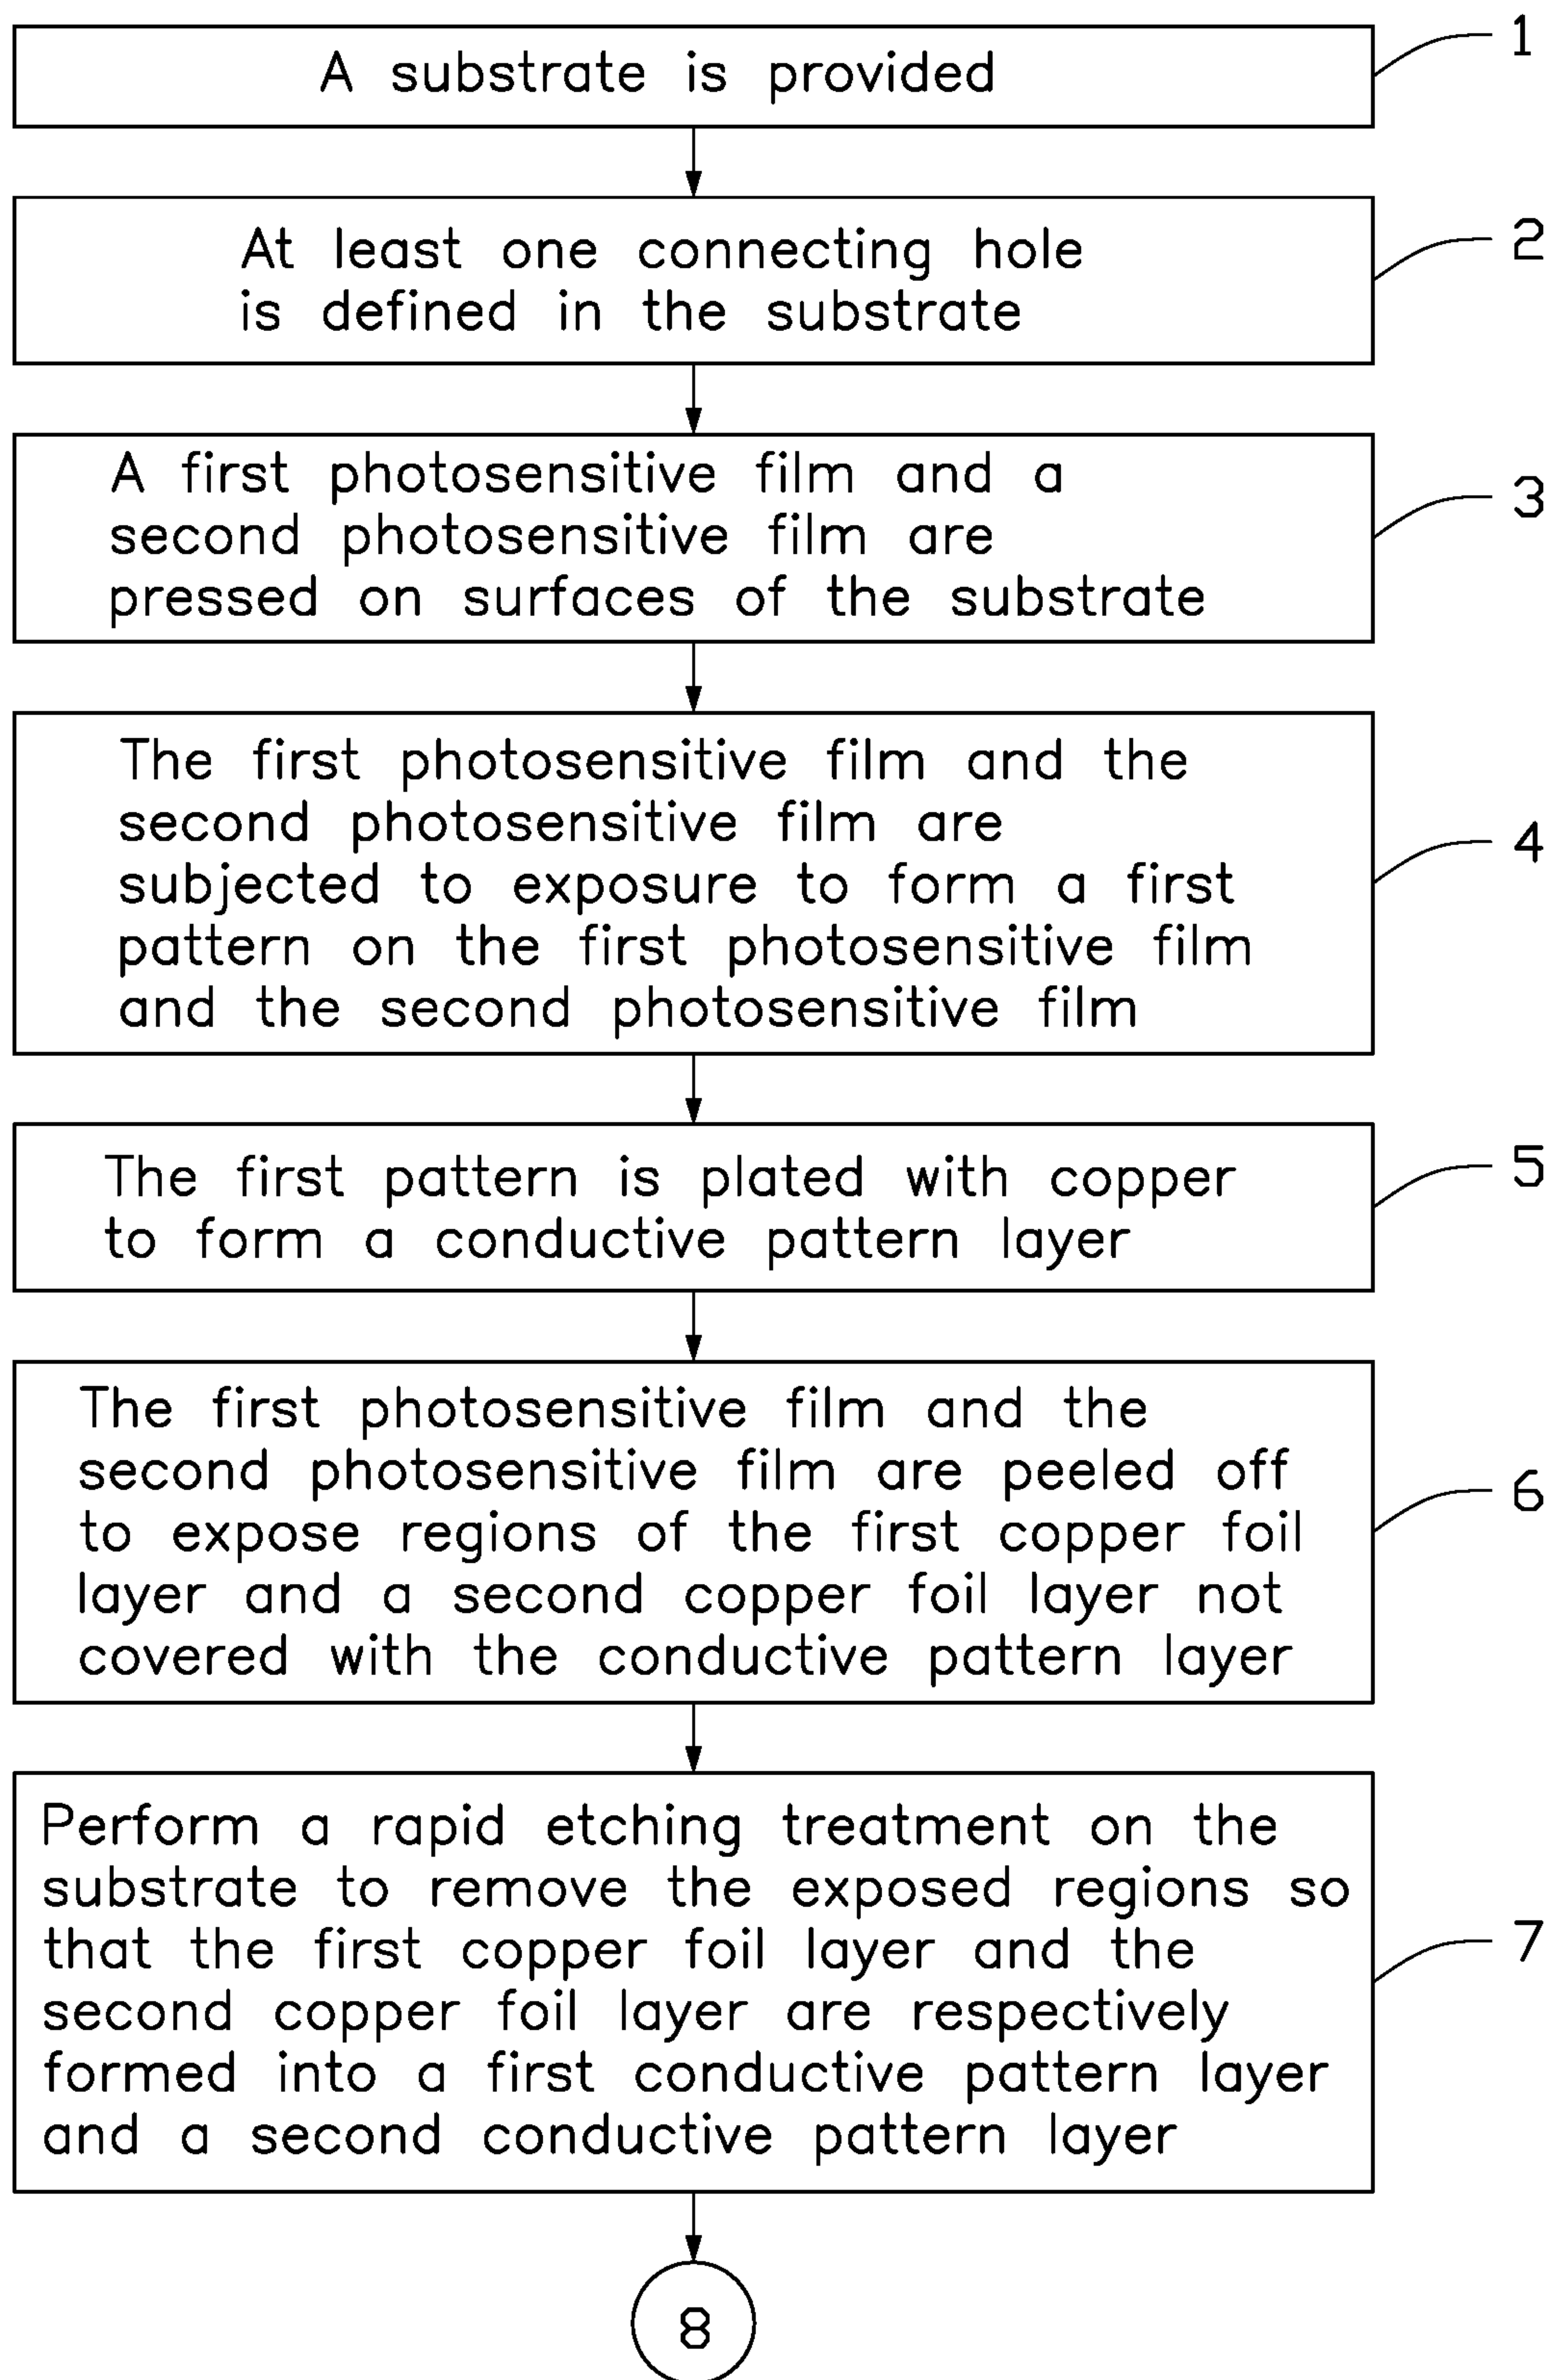 A substrate is provided
1
At least one connecting hole
is defined in the substrate
2
A first photosensitive film and a
second photosensitive film are
pressed on surfaces of the substrate
3
The first photosensitive film and the
second photosensitive film are
subjected to exposure to form a first
pattern on the first photosensitive film
and the second photosensitive film
4
The first pattern is plated with copper
to form a conductive pattern layer
5
The first photosensitive film and the
second photosensitive film are peeled off
to expose regions of the first copper foil
layer and a second copper foil layer not
covered with the conductive pattern layer
6
Perform a rapid etching treatment on the
substrate to remove the exposed regions so
that the first copper foil layer and the
second copper foil layer are respectively
formed into a first conductive pattern layer
and a second conductive pattern layer
7
8